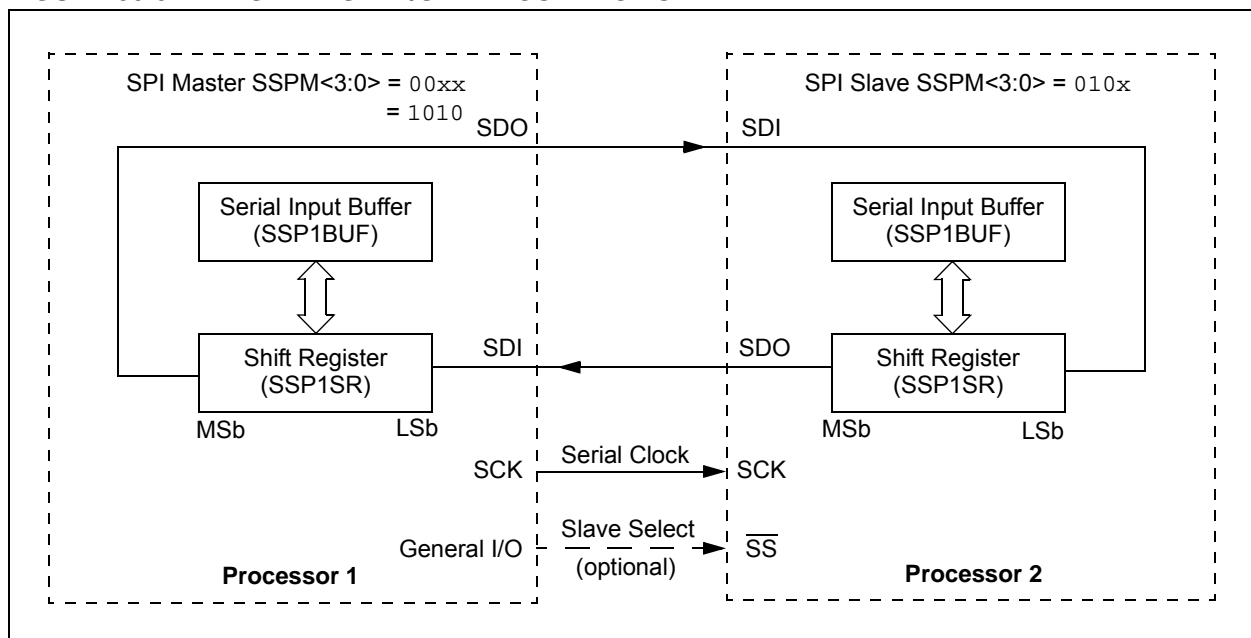 SPI Master SSPM<3:0> = 00xx
= 1010
SDO
Serial Input Buffer
(SSP1BUF)
Shift Register
(SSP1SR)
MSb
LSb
SDI
SCK
General I/O
Processor 1
Serial Clock
Slave Select
(optional)
SPI Slave SSPM<3:0> = 010x
SDI
Serial Input Buffer
(SSP1BUF)
SDO
Shift Register
(SSP1SR)
MSb
LSb
SCK
SS
Processor 2